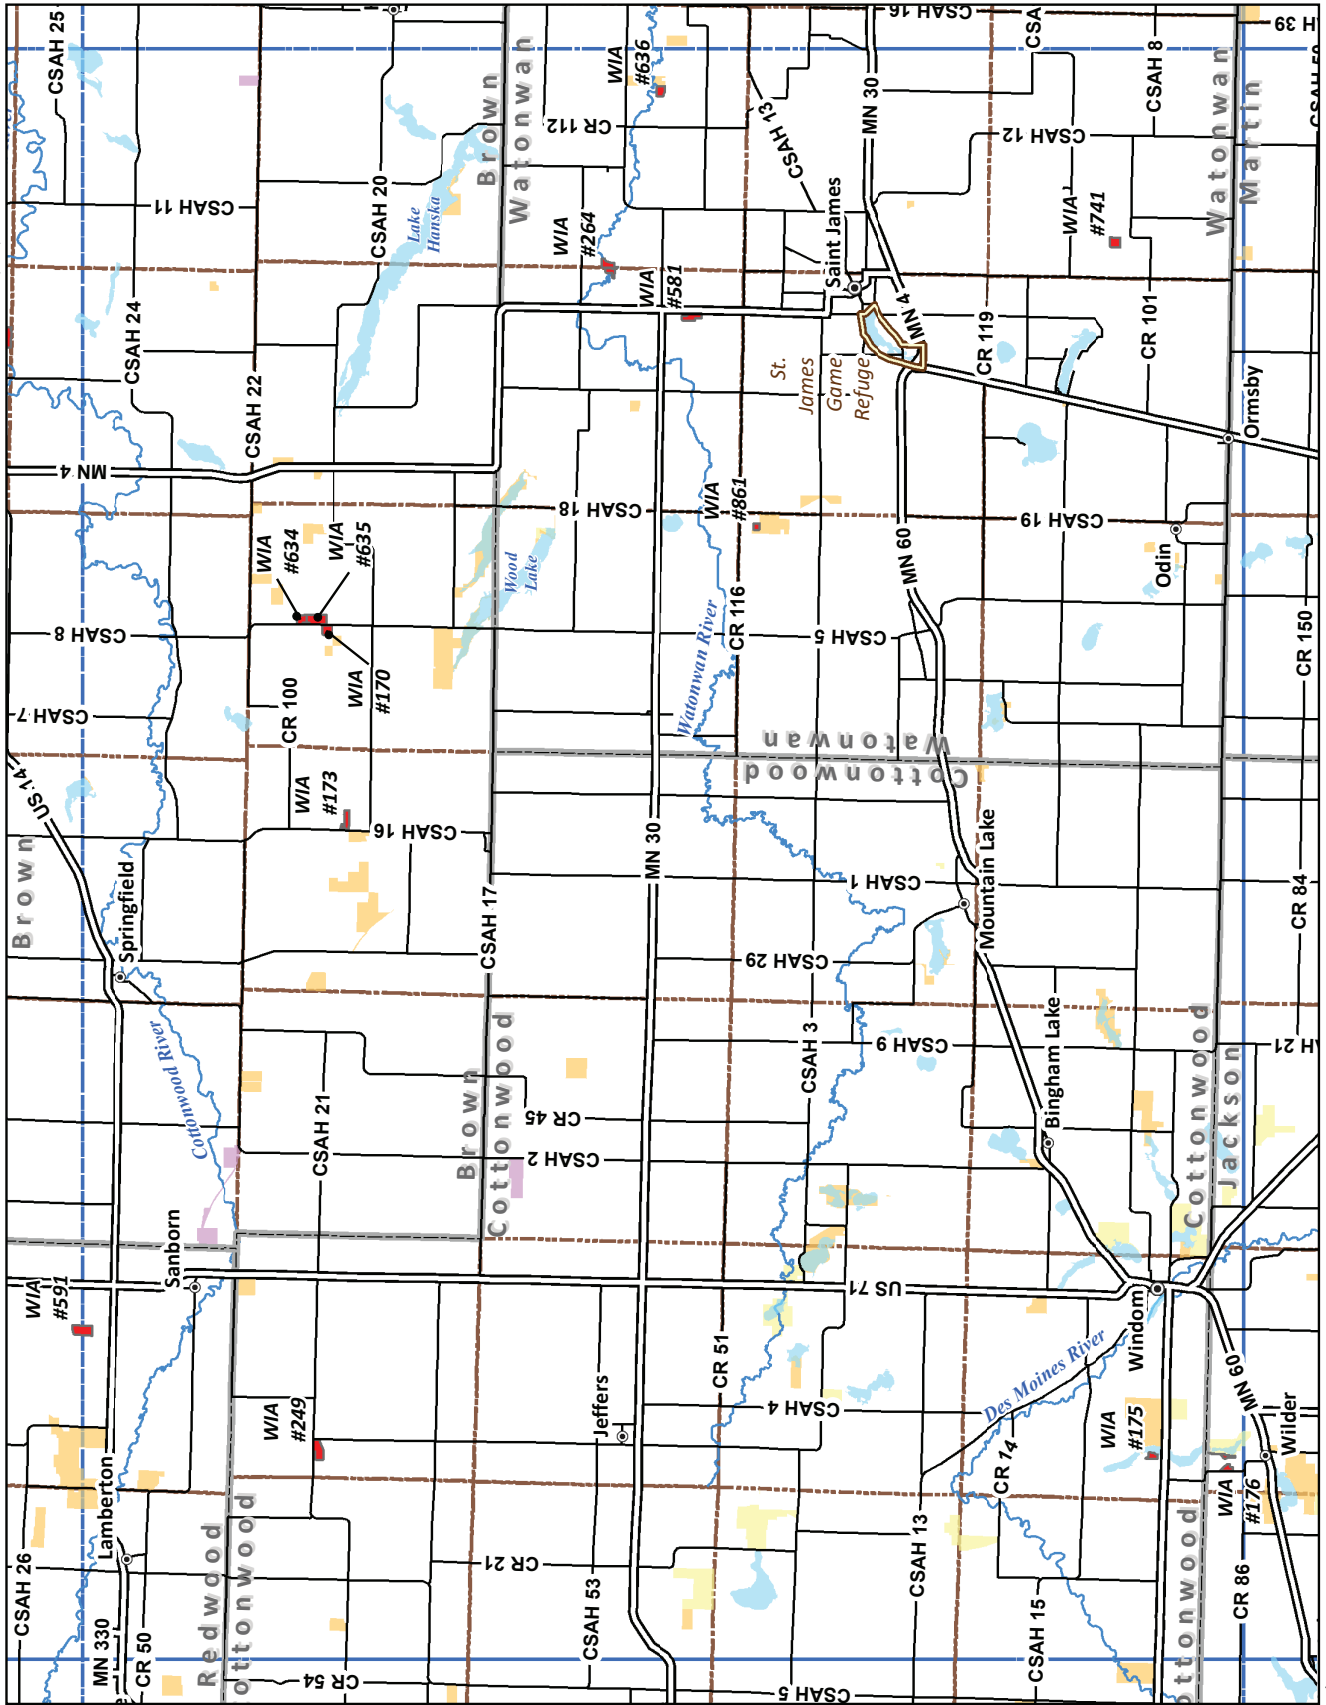 Brown
US 14
CSAH 7
CSAH 8
MN 4
CSAH 24
CSAH 11
CSAH 25
Springfield
Cottonwood River
Sanborn
WIA
#591
Lamberton
CSAH 26
MN 330
CR 50
CSAH 22
CSAH 20
Lake
Hanska
WIA
#634
WIA
#635
WIA
#170
CR 100
WIA
#173
CSAH 16
CSAH 17
CSAH 21
WIA
#249
Redwood
ottonwood
CR 54
Brown
Watonwan
Brown
Cottonwood
CR 45
CSAH 2
CR 21
CSAH 53
Jeffers
MN 30
Wood
Lake
CSAH 18
WIA
#264
WIA
#581
CR 112
WIA
#636
CSAH 16
CSAH 13
MN 30
Saint James
St.
James
Game
Refuge
MN 4
WIA
#861
CR 116
Watonwan River
CSAH 5
Watonwan
Cottonwood
MN 60
CSAH 1
CSAH 29
CSAH 3
CSAH 9
CR 51
US 71
CSAH 4
CSAH 13
CSAH 5
Mountain Lake
Bingham Lake
Des Moines River
CR 14
CSAH 15
Windom
WIA
#175
WIA
#176
Wilder
MN 60
CR 86
ottonwood
Cottonwood
Jackson
AH 21
CR 84
CR 150
Odin
CSAH 19
Ormsby
CR 119
CR 101
WIA
#741
CSAH 12
CSA
CSAH 8
Watonwan
Martin
H 39